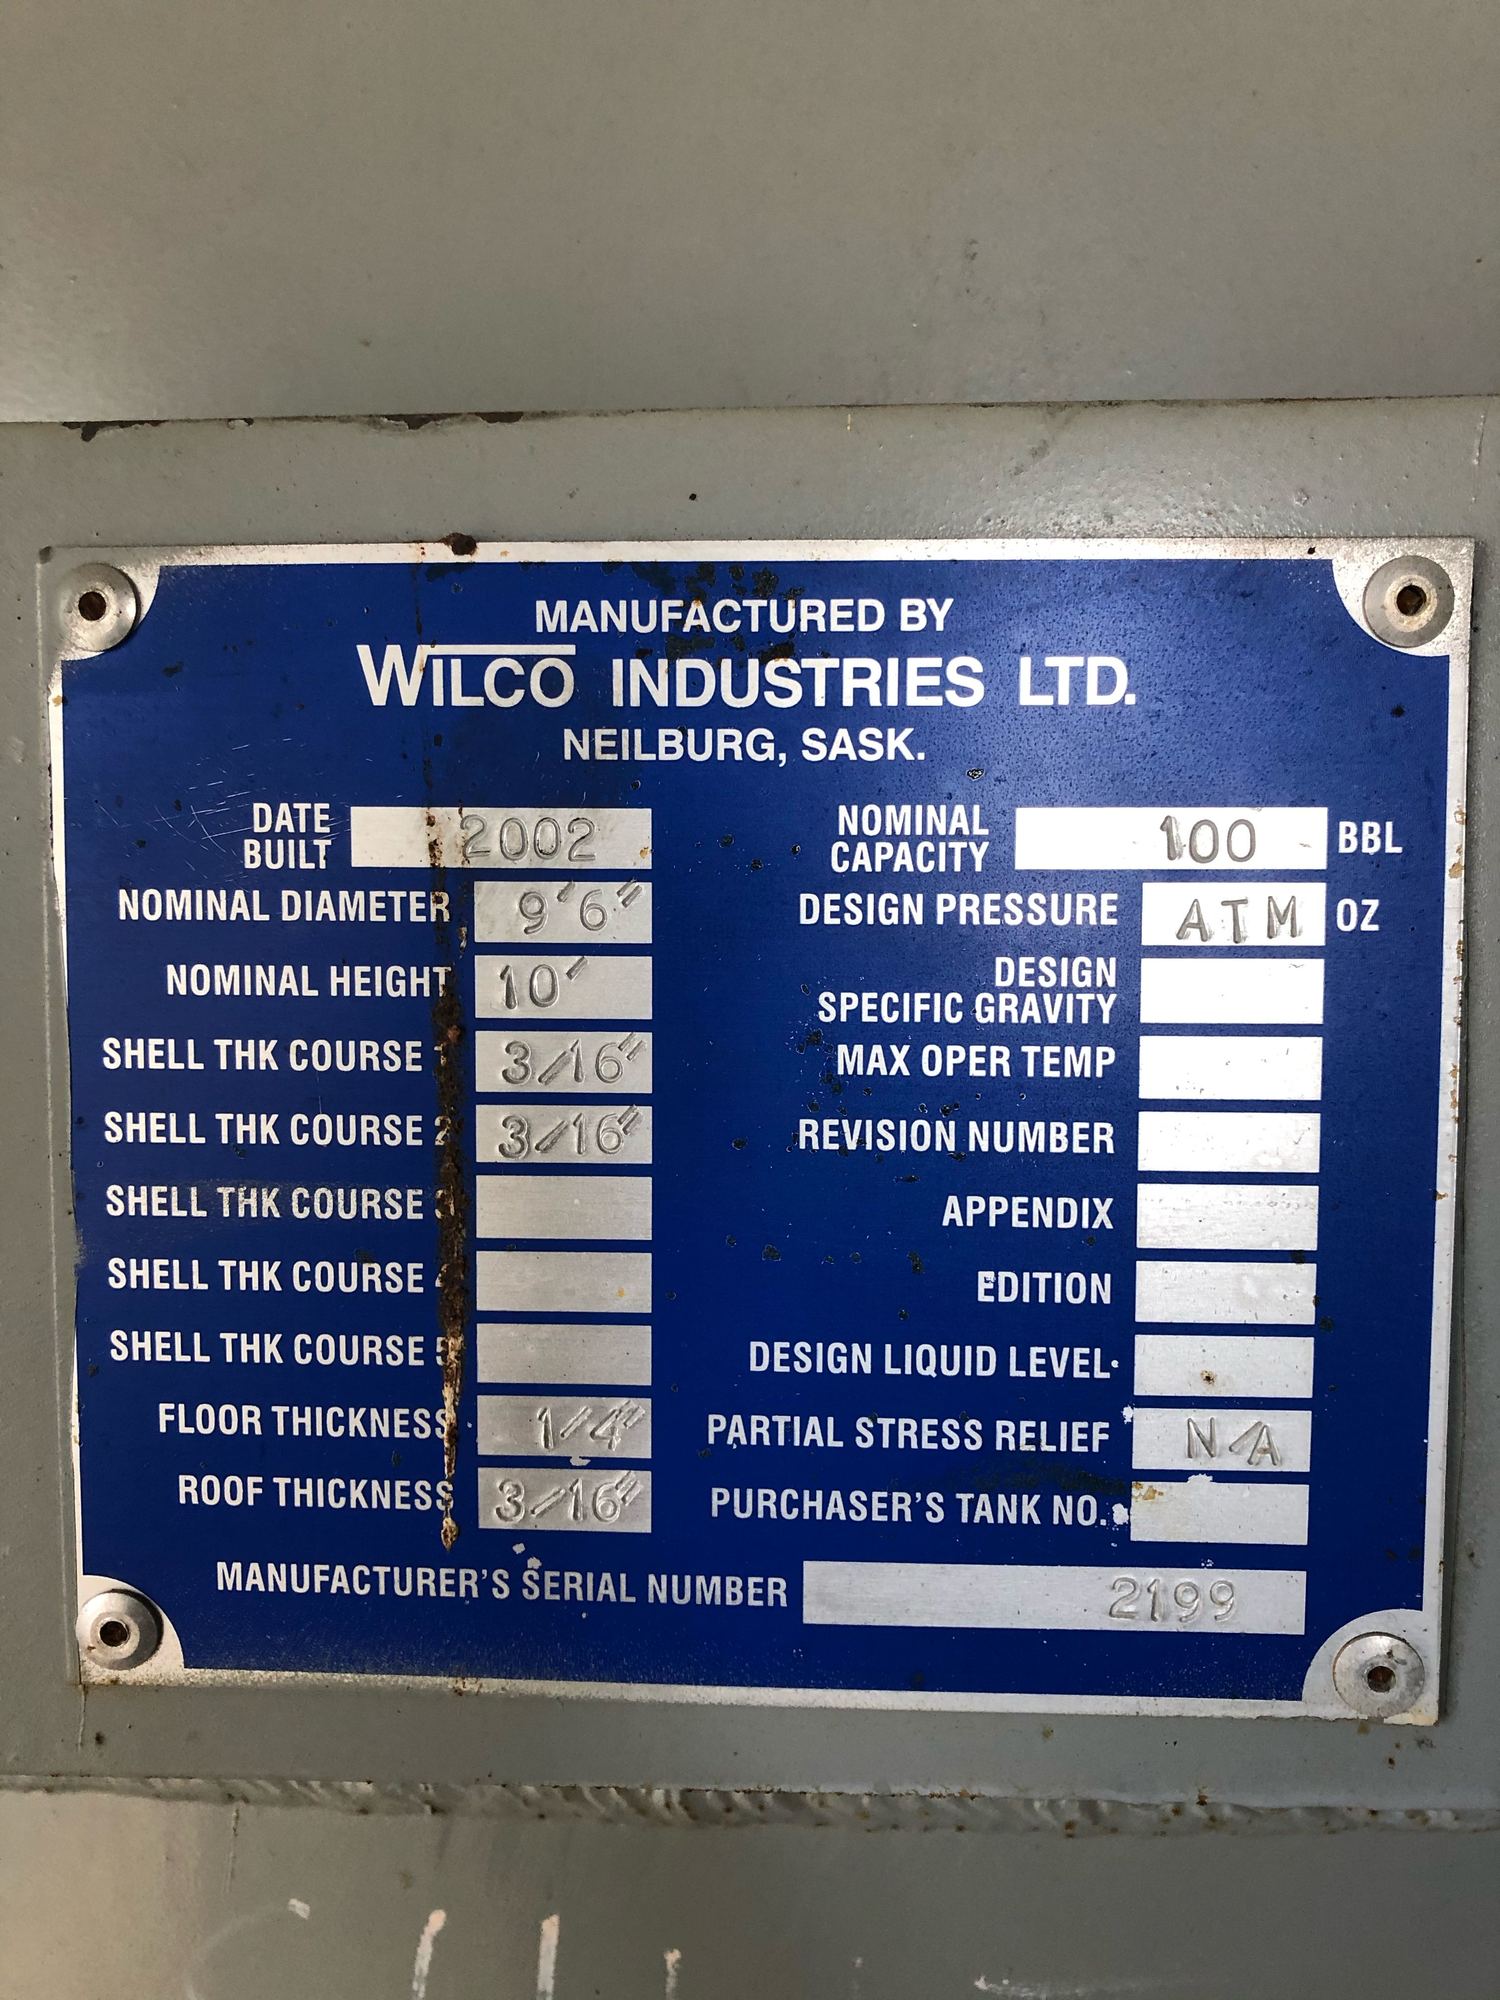 MANUFACTURED BY
WILCO INDUSTRIES LTD.
NEILBURG, SASK.
DATE BUILT 2002
NOMINAL DIAMETER 9'6"
NOMINAL HEIGHT 10'
SHELL THK COURSE 1 3/16"
SHELL THK COURSE 2 3/16"
SHELL THK COURSE 3
SHELL THK COURSE 4
SHELL THK COURSE 5
FLOOR THICKNESS 1/4"
ROOF THICKNESS 3/16"
NOMINAL CAPACITY 100 BBL
DESIGN PRESSURE ATM OZ
DESIGN SPECIFIC GRAVITY
MAX OPER TEMP
REVISION NUMBER
APPENDIX
EDITION
DESIGN LIQUID LEVEL
PARTIAL STRESS RELIEF N/A
PURCHASER'S TANK NO.
MANUFACTURER'S SERIAL NUMBER 2199